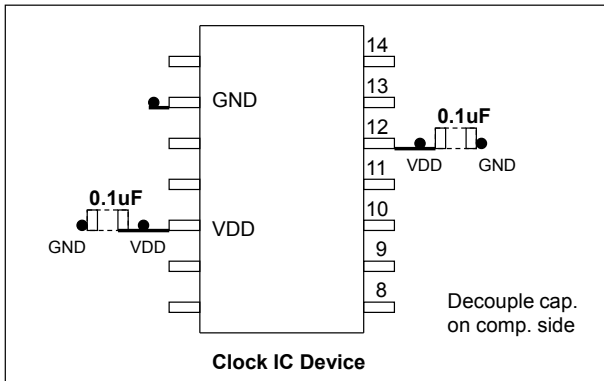 14
GND
13
0.1uF
12
VDD
GND
11
0.1uF
VDD
10
GND
VDD
9
8
Decouple cap.
on comp. side
Clock IC Device